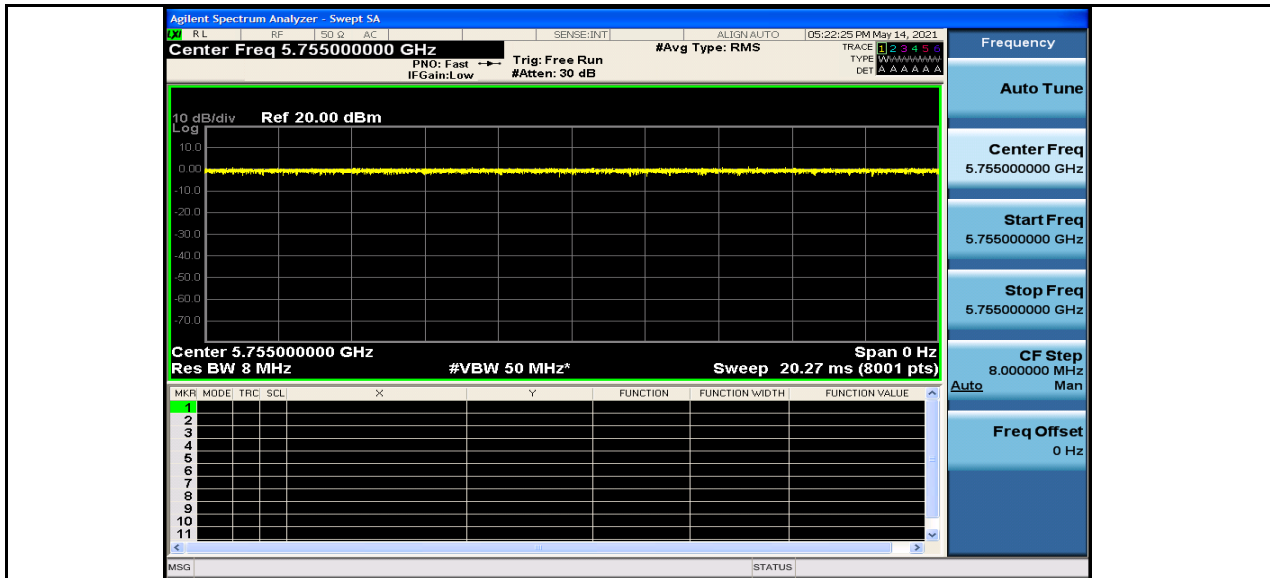 Agilent Spectrum Analyzer - Swept SA
LXI RL RF 50 Ω AC SENSE:INT ALIGN AUTO 05:22:25 PM May 14, 2021
Center Freq 5.755000000 GHz #Avg Type: RMS TRACE 1 2 3 4 5 6
PNO: Fast Trig: Free Run TYPE W
IFGain:Low #Atten: 30 dB DET A A A A A A
10 dB/div Ref 20.00 dBm
Log
10.0
0.00
-10.0
-20.0
-30.0
-40.0
-50.0
-60.0
-70.0
Center 5.755000000 GHz Span 0 Hz
Res BW 8 MHz #VBW 50 MHz* Sweep 20.27 ms (8001 pts)
MKR MODE TRC SCL X Y FUNCTION FUNCTION WIDTH FUNCTION VALUE
1
2
3
4
5
6
7
8
9
10
11
MSG STATUS
Frequency
Auto Tune
Center Freq
5.755000000 GHz
Start Freq
5.755000000 GHz
Stop Freq
5.755000000 GHz
CF Step
8.000000 MHz
Auto Man
Freq Offset
0 Hz